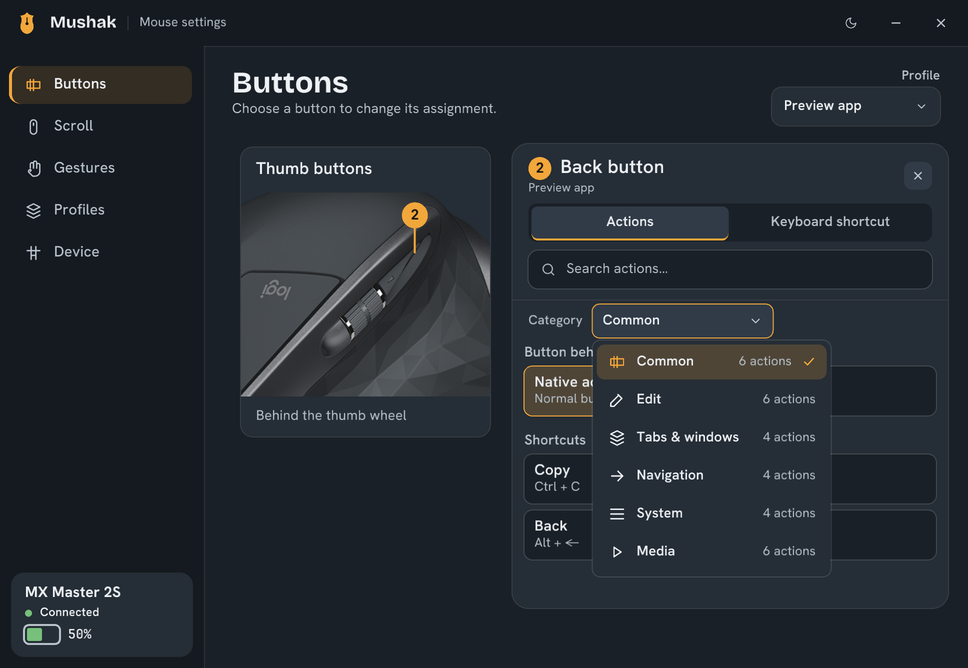 Mushak
Mouse settings
Buttons
Scroll
Gestures
Profiles
Device
MX Master 2S
Connected
50%
Buttons
Choose a button to change its assignment.
Profile
Preview app
Thumb buttons
2
logi
Behind the thumb wheel
2 Back button
Preview app
Actions
Keyboard shortcut
Search actions...
Category
Common
Button beh
Native ac
Normal bu
Shortcuts
Copy
Ctrl + C
Back
Alt + ←
Common 6 actions
Edit 6 actions
Tabs & windows 4 actions
Navigation 4 actions
System 4 actions
Media 6 actions